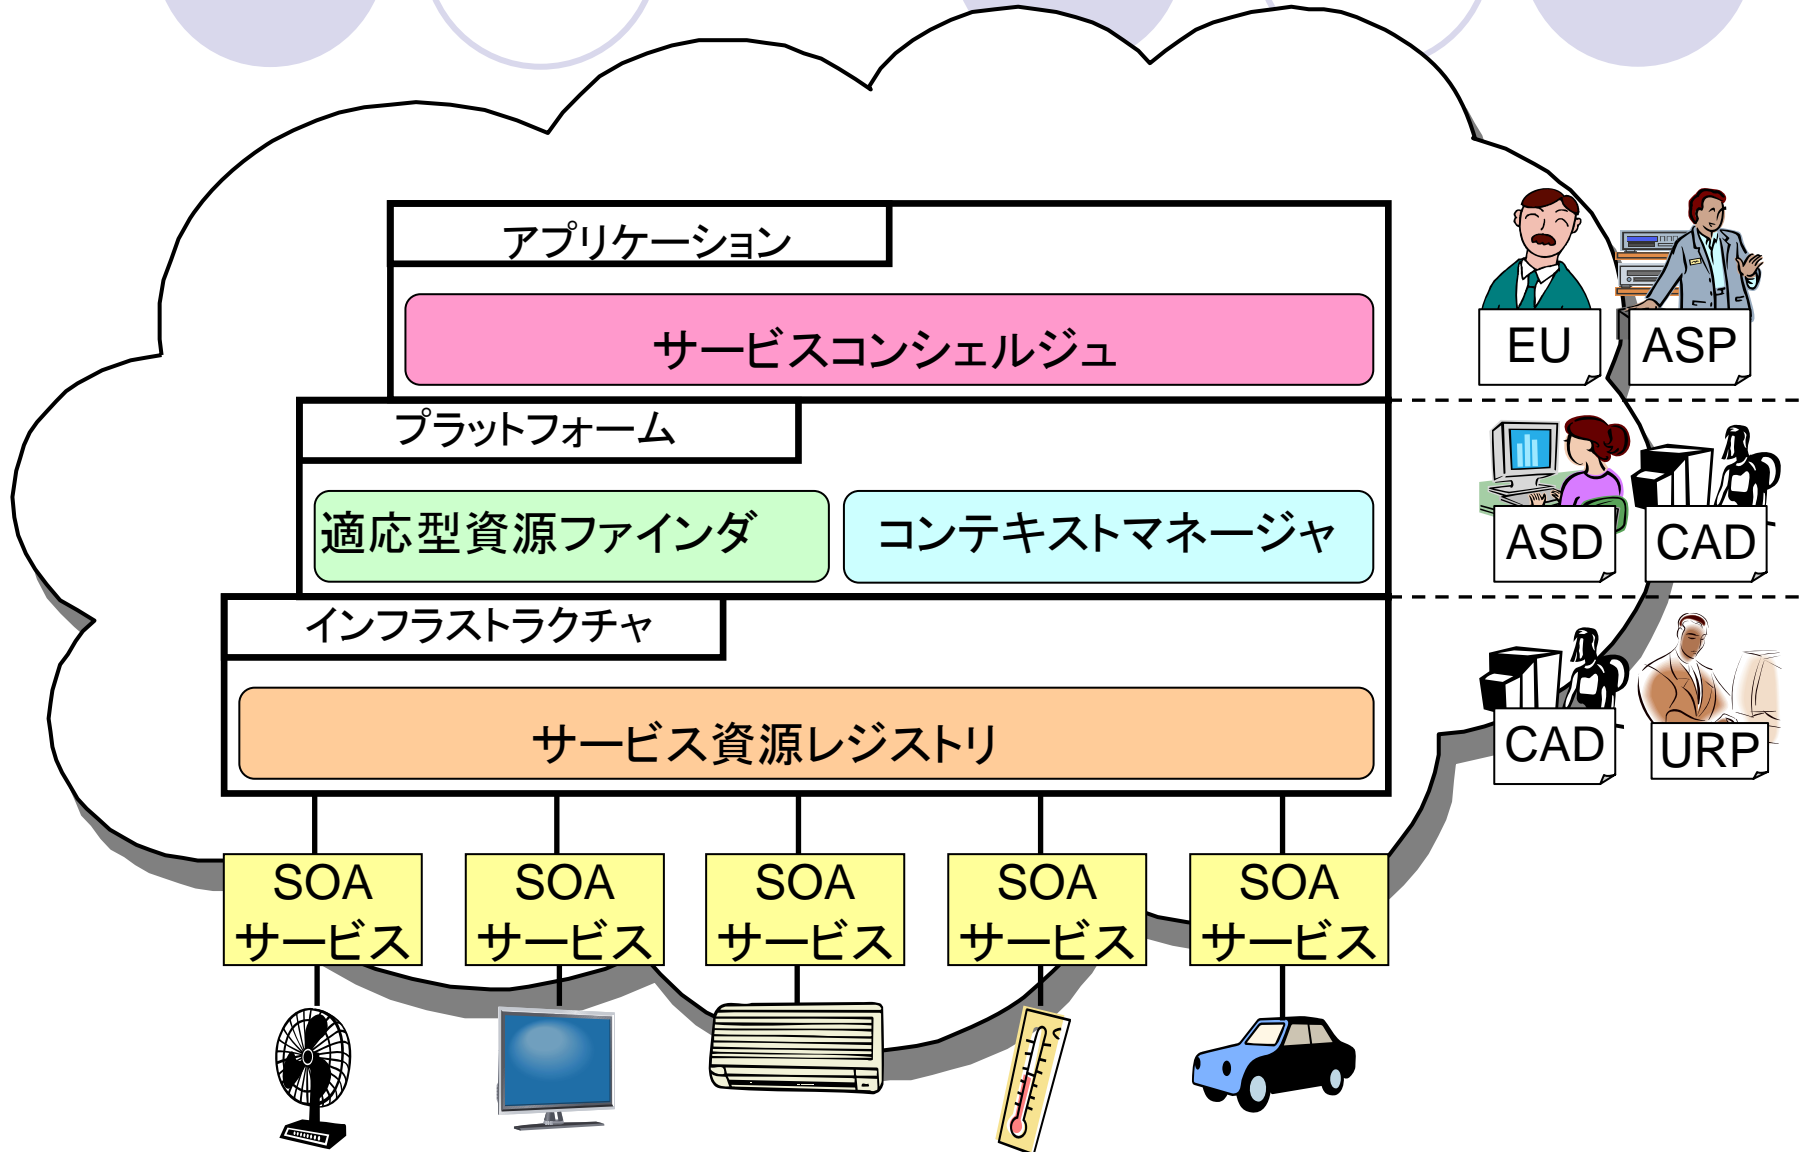 アプリケーション
サービスコンシェルジュ
EU
ASP
プラットフォーム
適応型資源ファインダ
コンテキストマネージャ
ASD
CAD
インフラストラクチャ
サービス資源レジストリ
CAD
URP
SOA
サービス
SOA
サービス
SOA
サービス
SOA
サービス
SOA
サービス